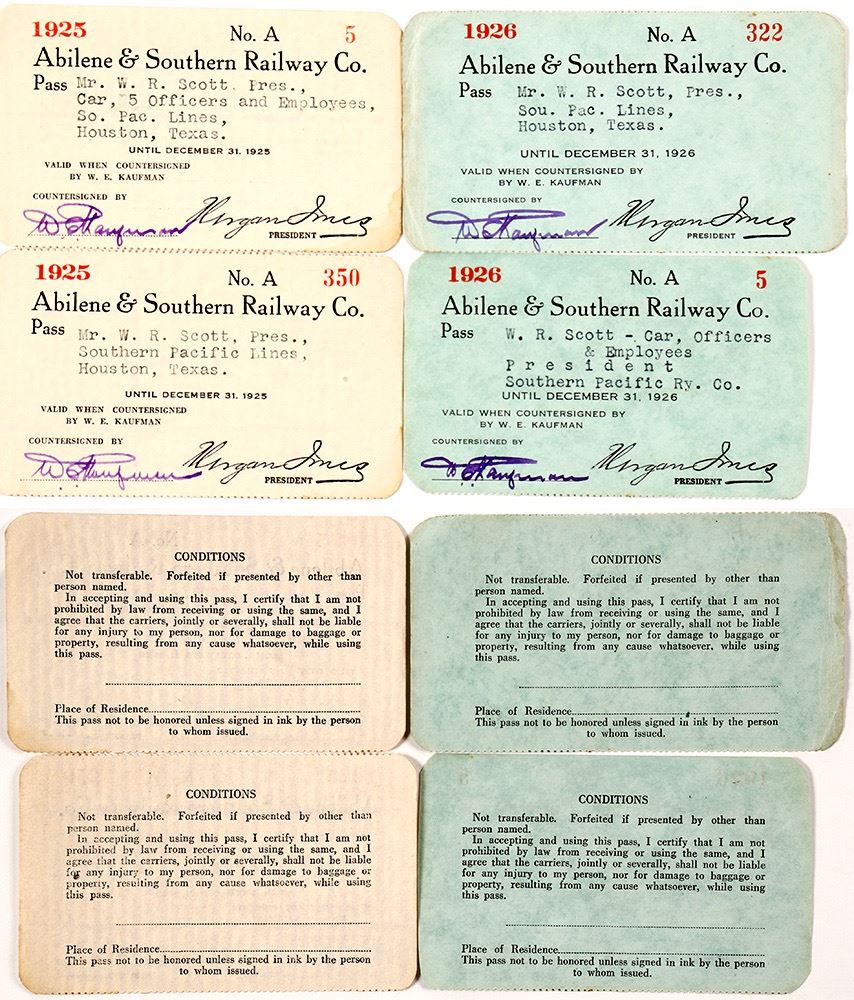 1925 No. A 5
Abilene & Southern Railway Co.
Pass Mr. W. R. Scott, Pres.,
Car, 5 Officers and Employees,
So. Pac. Lines,
Houston, Texas.
UNTIL DECEMBER 31, 1925
VALID WHEN COUNTERSIGNED
BY W. E. KAUFMAN
COUNTERSIGNED BY
W E Kaufman Morgan Jones
PRESIDENT
1926 No. A 322
Abilene & Southern Railway Co.
Pass Mr. W. R. Scott, Pres.,
Sou. Pac. Lines,
Houston, Texas.
UNTIL DECEMBER 31, 1926
VALID WHEN COUNTERSIGNED BY
BY W. E. KAUFMAN
COUNTERSIGNED BY
W E Kaufman Morgan Jones
PRESIDENT
1925 No. A 350
Abilene & Southern Railway Co.
Pass Mr. W. R. Scott, Pres.,
Southern Pacific Lines,
Houston, Texas.
UNTIL DECEMBER 31, 1925
VALID WHEN COUNTERSIGNED
BY W. E. KAUFMAN
COUNTERSIGNED BY
W E Kaufman Morgan Jones
PRESIDENT
1926 No. A 5
Abilene & Southern Railway Co.
Pass W. R. Scott - Car, Officers
& Employees
President
Southern Pacific Ry. Co.
UNTIL DECEMBER 31, 1926
VALID WHEN COUNTERSIGNED BY
BY W. E. KAUFMAN
COUNTERSIGNED BY
W E Kaufman Morgan Jones
PRESIDENT
CONDITIONS
Not transferable. Forfeited if presented by other than
person named.
In accepting and using this pass, I certify that I am not
prohibited by law from receiving or using the same, and I
agree that the carriers, jointly or severally, shall not be liable
for any injury to my person, nor for damage to baggage or
property, resulting from any cause whatsoever, while using
this pass.
Place of Residence
This pass not to be honored unless signed in ink by the person
to whom issued.
CONDITIONS
Not transferable. Forfeited if presented by other than
person named.
In accepting and using this pass, I certify that I am not
prohibited by law from receiving or using the same, and I
agree that the carriers, jointly or severally, shall not be liable
for any injury to my person, nor for damage to baggage or
property, resulting from any cause whatsoever, while using
this pass.
Place of Residence
This pass not to be honored unless signed in ink by the person
to whom issued.
CONDITIONS
Not transferable. Forfeited if presented by other than
person named.
In accepting and using this pass, I certify that I am not
prohibited by law from receiving or using the same, and I
agree that the carriers, jointly or severally, shall not be liable
for any injury to my person, nor for damage to baggage or
property, resulting from any cause whatsoever, while using
this pass.
Place of Residence
This pass not to be honored unless signed in ink by the person
to whom issued.
CONDITIONS
Not transferable. Forfeited if presented by other than
person named.
In accepting and using this pass, I certify that I am not
prohibited by law from receiving or using the same, and I
agree that the carriers, jointly or severally, shall not be liable
for any injury to my person, nor for damage to baggage or
property, resulting from any cause whatsoever, while using
this pass.
Place of Residence
This pass not to be honored unless signed in ink by the person
to whom issued.